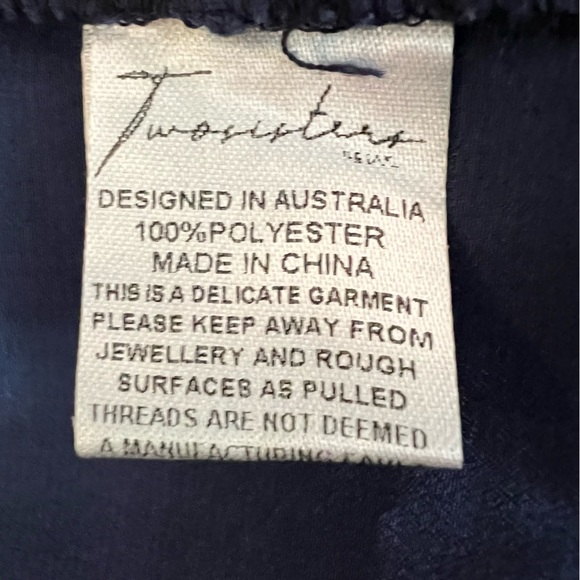 Twosisters
DESIGNED IN AUSTRALIA
100%POLYESTER
MADE IN CHINA
THIS IS A DELICATE GARMENT
PLEASE KEEP AWAY FROM
JEWELLERY AND ROUGH
SURFACES AS PULLED
THREADS ARE NOT DEEMED
A MANUFACTURING